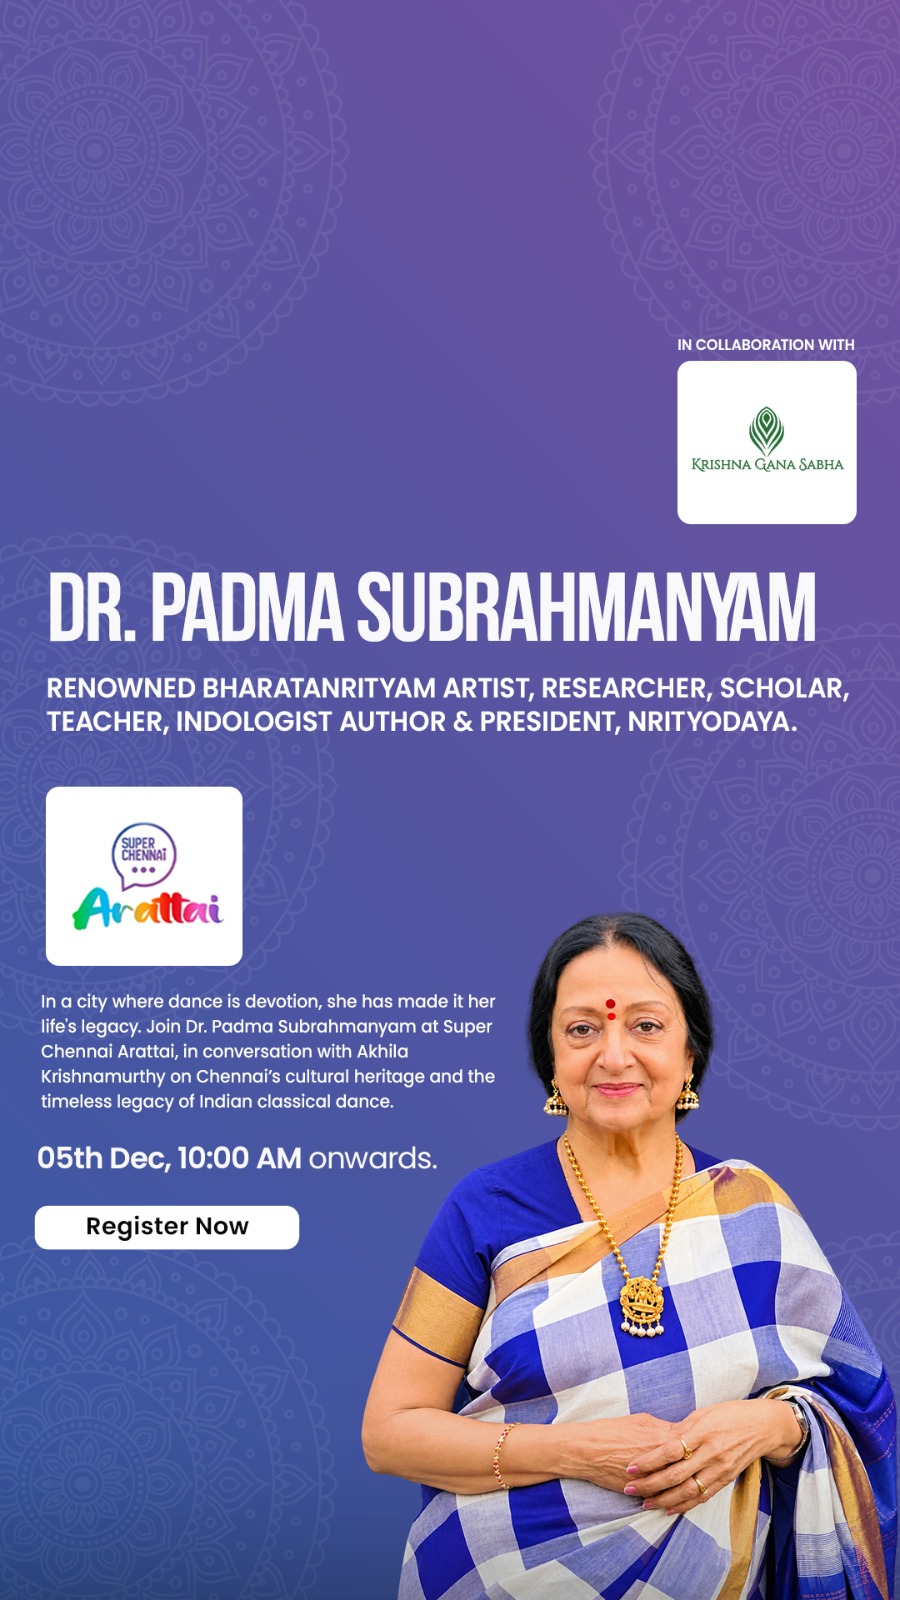 IN COLLABORATION WITH
KRISHNA GANA SABHA
DR. PADMA SUBRAHMANYAM
RENOWNED BHARATANRITYAM ARTIST, RESEARCHER, SCHOLAR,
TEACHER, INDOLOGIST AUTHOR & PRESIDENT, NRITYODAYA.
SUPER
CHENNAI
Arattai
In a city where dance is devotion, she has made it her
life's legacy. Join Dr. Padma Subrahmanyam at Super
Chennai Arattai, in conversation with Akhila
Krishnamurthy on Chennai’s cultural heritage and the
timeless legacy of Indian classical dance.
05th Dec, 10:00 AM onwards.
Register Now